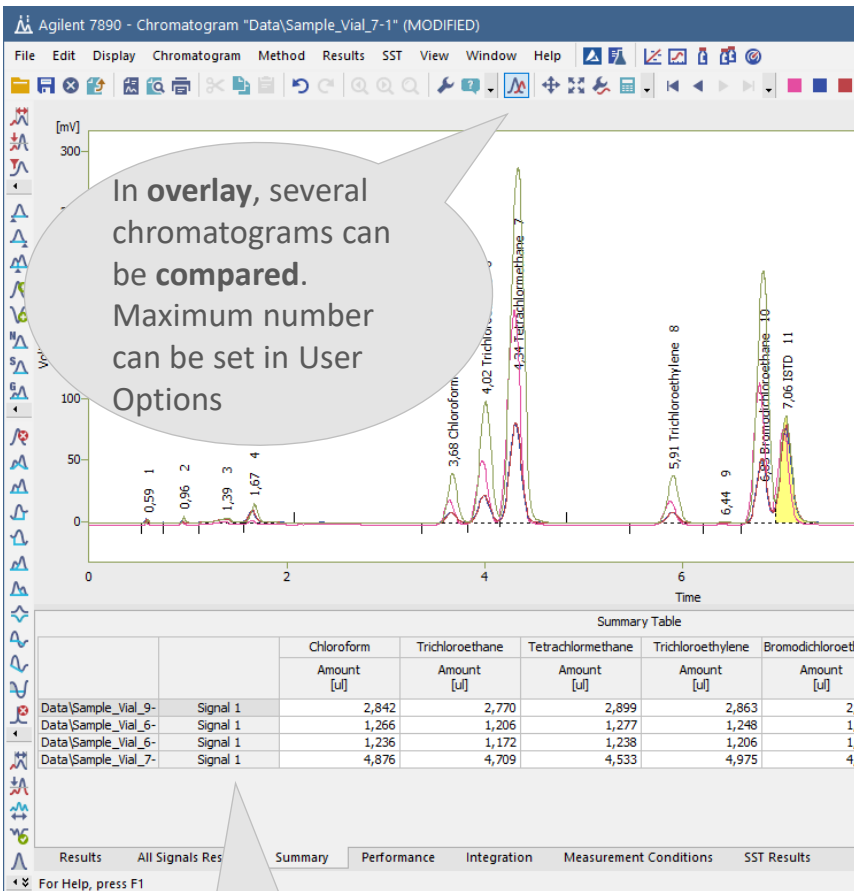 Agilent 7890 - Chromatogram "Data\Sample_Vial_7-1" (MODIFIED)
File Edit Display Chromatogram Method Results SST View Window Help
[mV]
300
In overlay, several
chromatograms can
be compared.
Maximum number
can be set in User
Options
100
50
0
0,59 1
0,96 2
1,39 3
1,67 4
3,68 Chloroform
4,02
4,34 Tetrachlormethane 7
5,91 Trichloroethylene 8
6,44 9
6,83 Bromodichloroethane 10
7,06 ISTD 11
0 2 4 6
Time
Summary Table
Chloroform Trichloroethane Tetrachlormethane Trichloroethylene Bromodichloroeth
Amount Amount Amount Amount Amount
[ul] [ul] [ul] [ul] [ul]
Data\Sample_Vial_9- Signal 1 2,842 2,770 2,899 2,863 2,
Data\Sample_Vial_6- Signal 1 1,266 1,206 1,277 1,248 1,
Data\Sample_Vial_6- Signal 1 1,236 1,172 1,238 1,206 1,
Data\Sample_Vial_7- Signal 1 4,876 4,709 4,533 4,975 4,
Results All Signals Res Summary Performance Integration Measurement Conditions SST Results
For Help, press F1